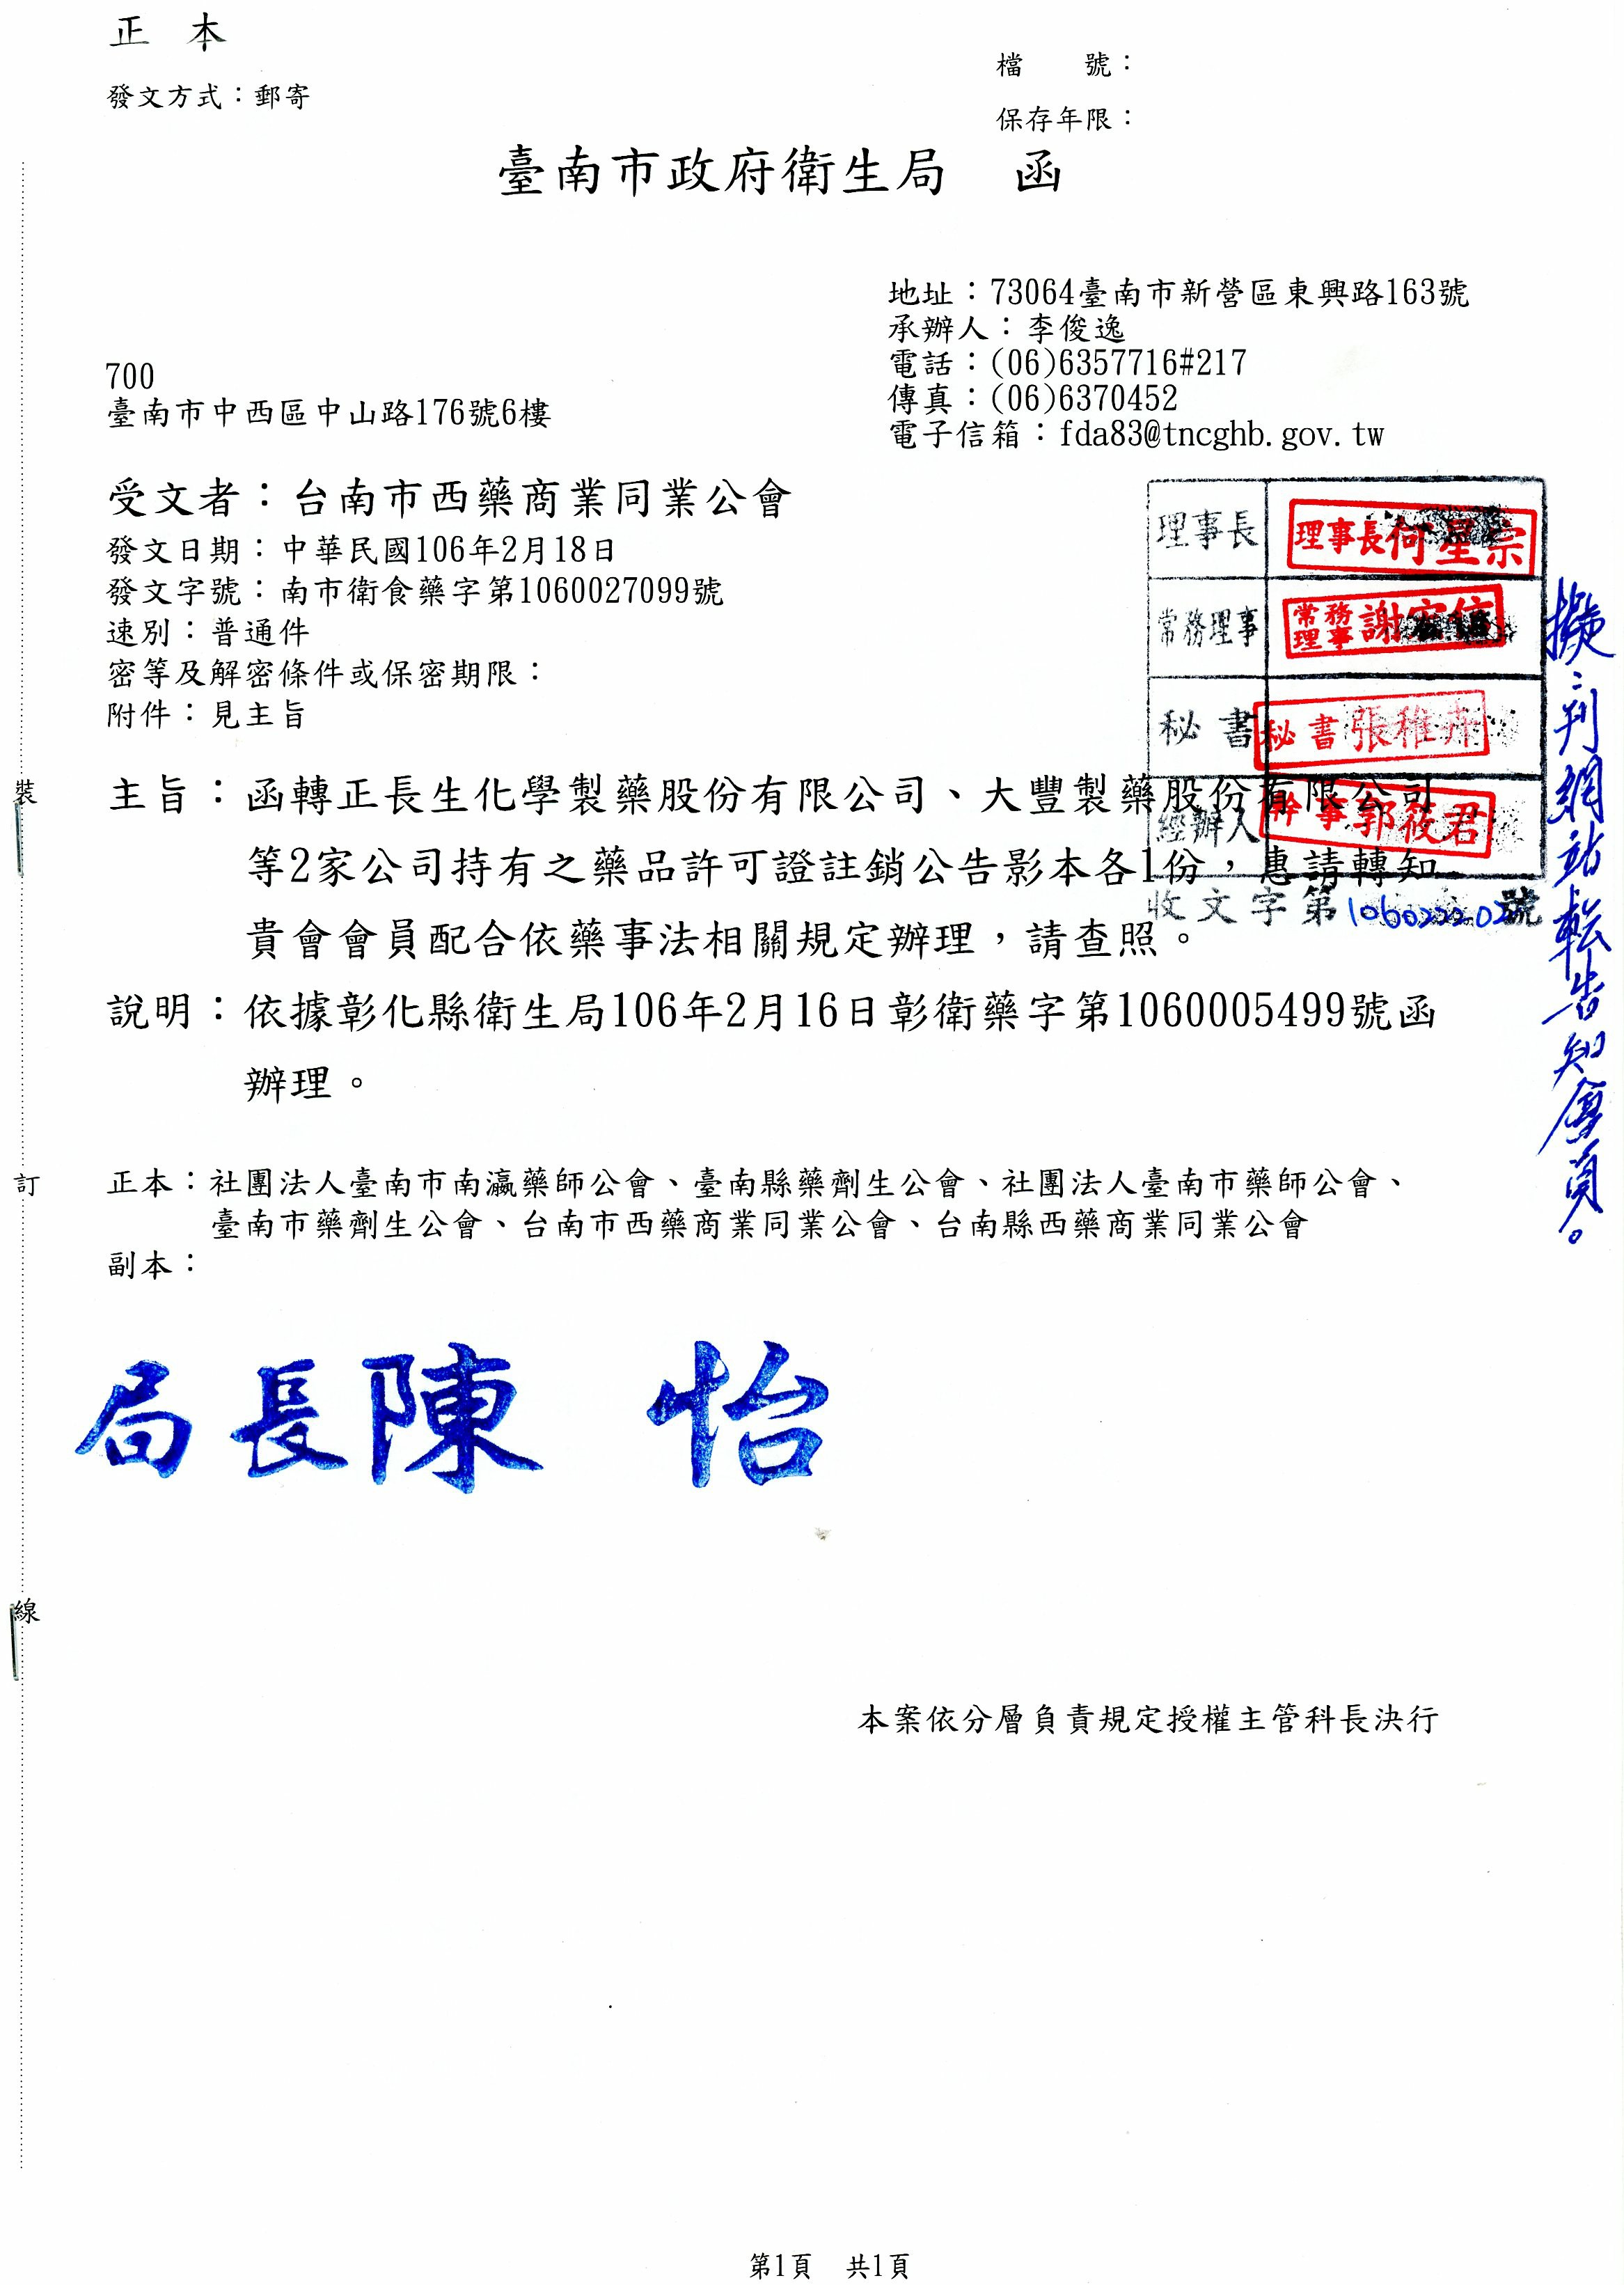 正　本
發文方式：郵寄
檔　　號：
保存年限：
臺南市政府衛生局　函
地址：73064臺南市新營區東興路163號
承辦人：李俊逸
電話：(06)6357716#217
傳真：(06)6370452
電子信箱：fda83@tncghb.gov.tw
700
臺南市中西區中山路176號6樓
受文者：台南市西藥商業同業公會
發文日期：中華民國106年2月18日
發文字號：南市衛食藥字第1060027099號
速別：普通件
密等及解密條件或保密期限：
附件：見主旨
理事長 理事長何星宗
常務理事 常務理事謝
秘書 秘書張稚卉
經辦人 幹事郭筱君
收文字第號
擬：刊網站轉告知會員。
主旨：函轉正長生化學製藥股份有限公司、大豐製藥股份有限公司
等2家公司持有之藥品許可證註銷公告影本各1份，惠請轉知
貴會會員配合依藥事法相關規定辦理，請查照。
說明：依據彰化縣衛生局106年2月16日彰衛藥字第1060005499號函
辦理。
正本：社團法人臺南市南瀛藥師公會、臺南縣藥劑生公會、社團法人臺南市藥師公會、
臺南市藥劑生公會、台南市西藥商業同業公會、台南縣西藥商業同業公會
副本：
局長陳　怡
本案依分層負責規定授權主管科長決行
裝
訂
線
第1頁　共1頁